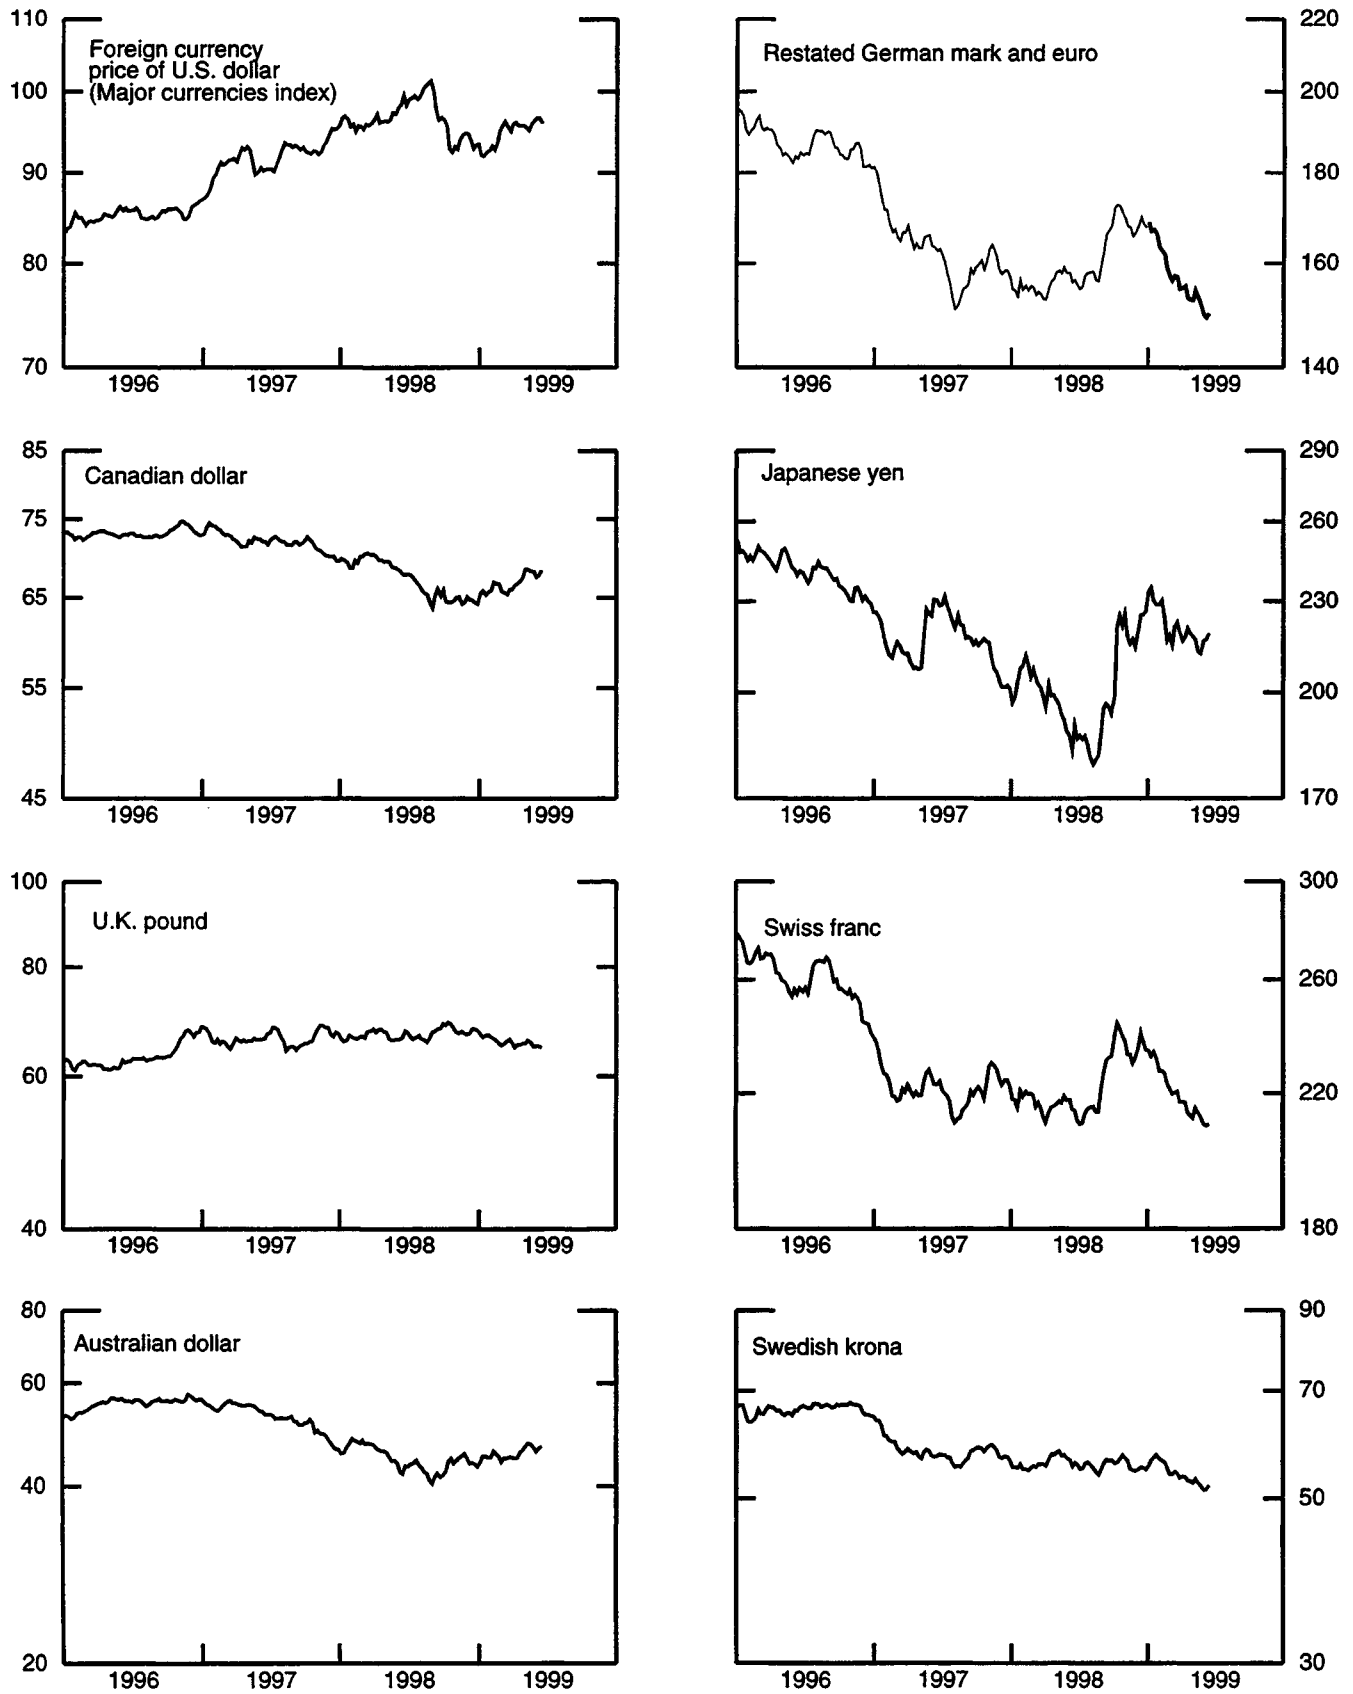 110
100
90
80
70
Foreign currency
price of U.S. dollar
(Major currencies index)
1996 1997 1998 1999
Restated German mark and euro
220
200
180
160
140
1996 1997 1998 1999
85
75
65
55
45
Canadian dollar
1996 1997 1998 1999
Japanese yen
290
260
230
200
170
1996 1997 1998 1999
100
80
60
40
U.K. pound
1996 1997 1998 1999
Swiss franc
300
260
220
180
1996 1997 1998 1999
80
60
40
20
Australian dollar
1996 1997 1998 1999
Swedish krona
90
70
50
30
1996 1997 1998 1999